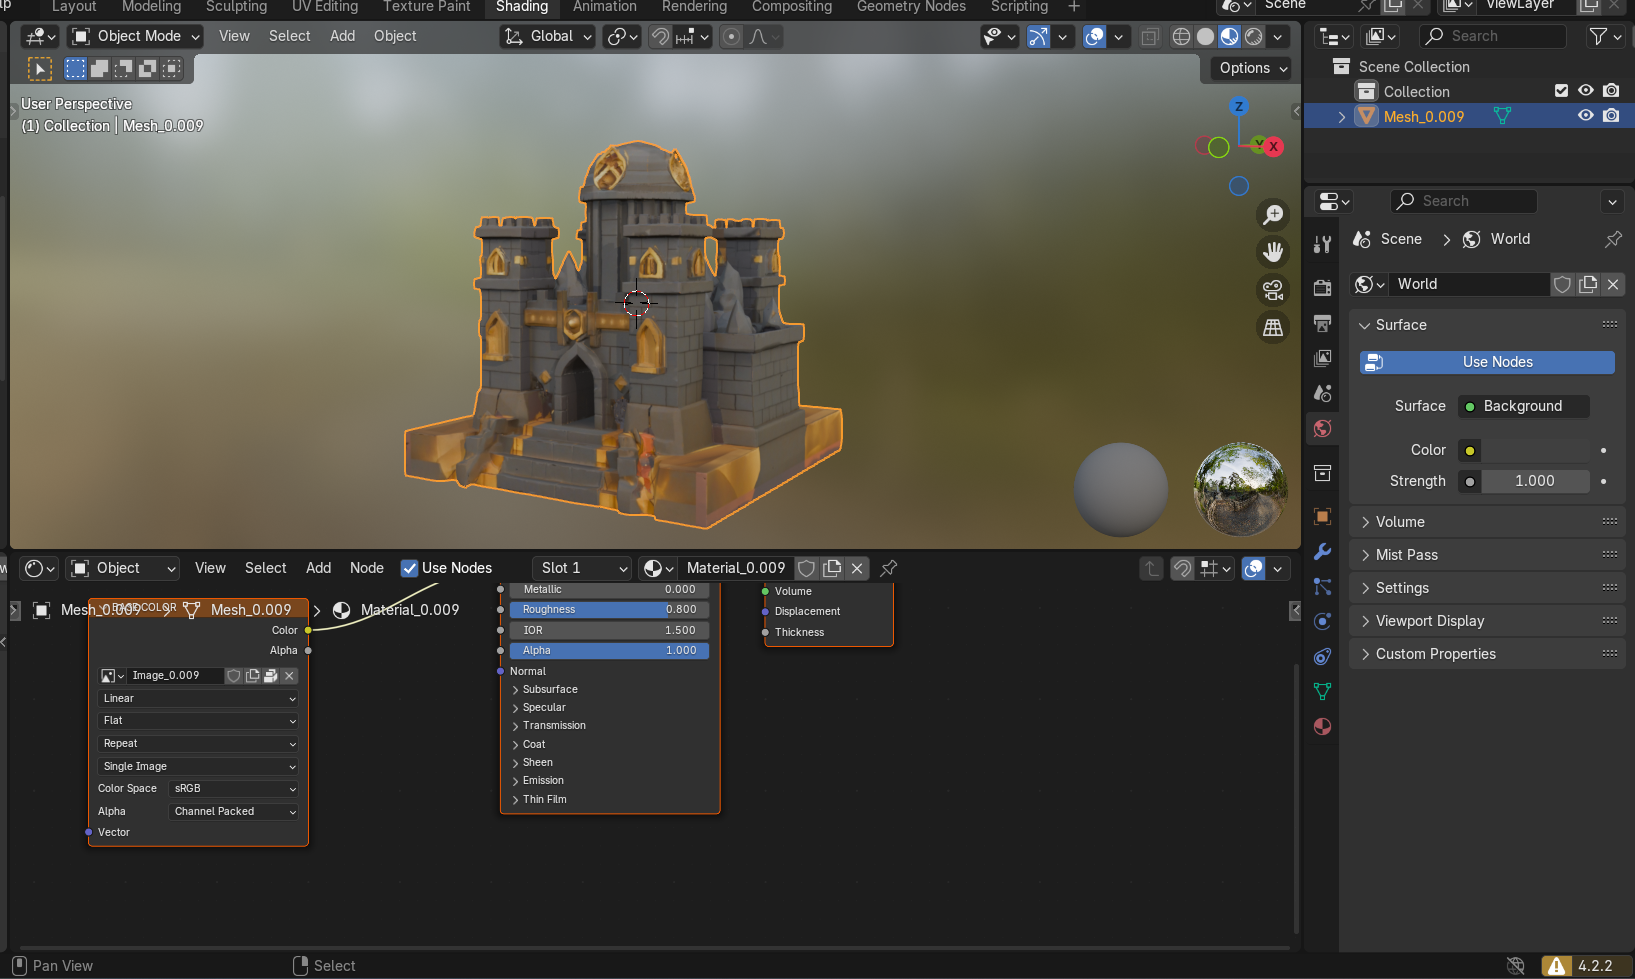 lp Layout Modeling Sculpting UV Editing Texture Paint Shading Animation Rendering Compositing Geometry Nodes Scripting + Scene ViewLayer
Object Mode View Select Add Object Global Search
Options
User Perspective
(1) Collection | Mesh_0.009
Z
Y
X
Scene Collection
Collection
Mesh_0.009
Search
Scene > World
World
Surface
Use Nodes
Surface Background
Color
Strength 1.000
Volume
Mist Pass
Settings
Viewport Display
Custom Properties
Object View Select Add Node Use Nodes Slot 1 Material_0.009
Mesh_0.009 > Mesh_0.009 > Material_0.009
BASE COLOR
Color
Alpha
Image_0.009
Linear
Flat
Repeat
Single Image
Color Space sRGB
Alpha Channel Packed
Vector
Metallic 0.000
Roughness 0.800
IOR 1.500
Alpha 1.000
Normal
Subsurface
Specular
Transmission
Coat
Sheen
Emission
Thin Film
Volume
Displacement
Thickness
Pan View Select 4.2.2